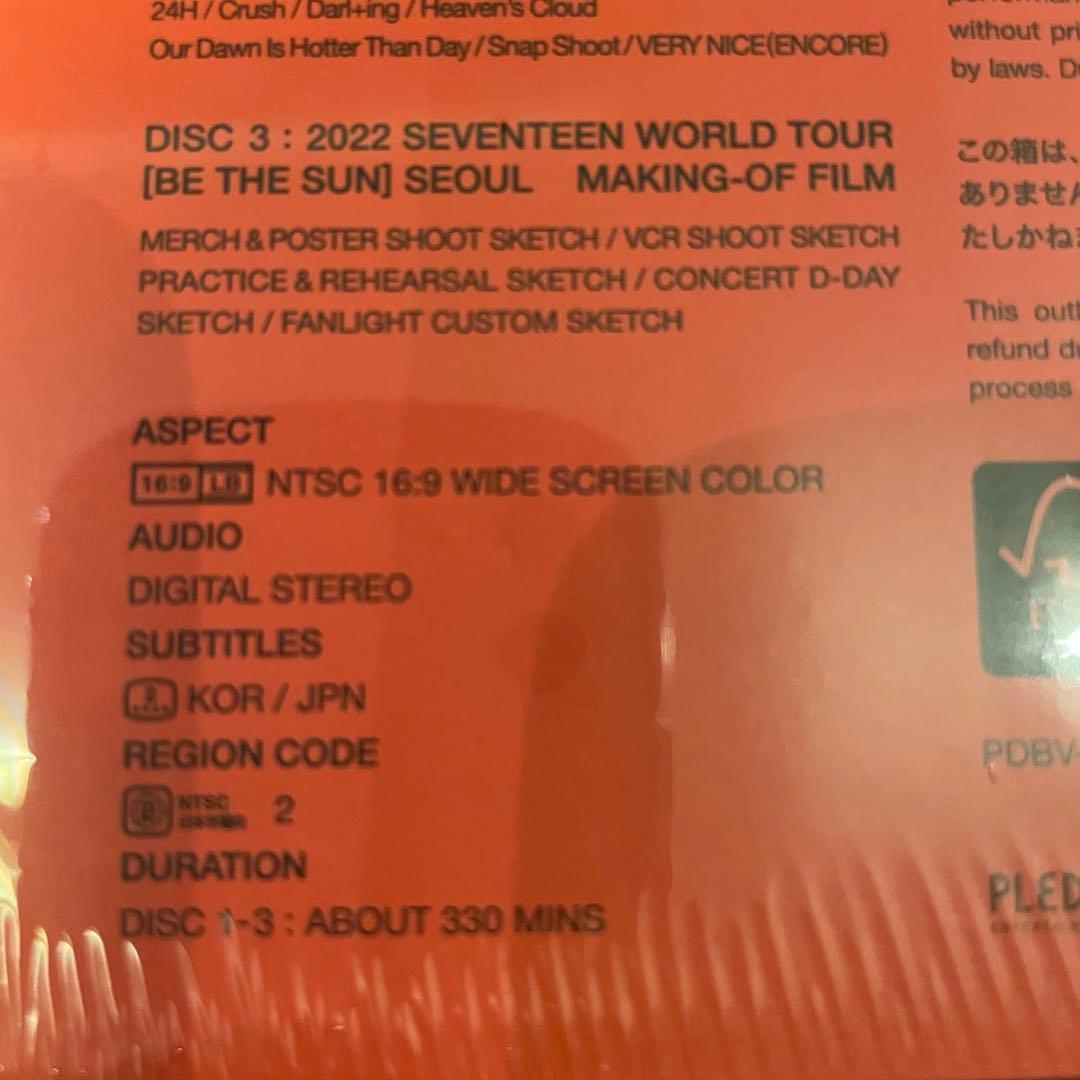 24H / Crush / Darl+ing / Heaven's Cloud
Our Dawn Is Hotter Than Day / Snap Shoot / VERY NICE(ENCORE)
DISC 3 : 2022 SEVENTEEN WORLD TOUR
[BE THE SUN] SEOUL MAKING-OF FILM
MERCH & POSTER SHOOT SKETCH / VCR SHOOT SKETCH
PRACTICE & REHEARSAL SKETCH / CONCERT D-DAY
SKETCH / FANLIGHT CUSTOM SKETCH
ASPECT
16:9 LB NTSC 16:9 WIDE SCREEN COLOR
AUDIO
DIGITAL STEREO
SUBTITLES
2 KOR / JPN
REGION CODE
2 NTSC 2
DURATION
DISC 1-3 : ABOUT 330 MINS
without
by laws.
この箱は、
ありません
たしかねま
This
refund
process
PDBV-
PLED